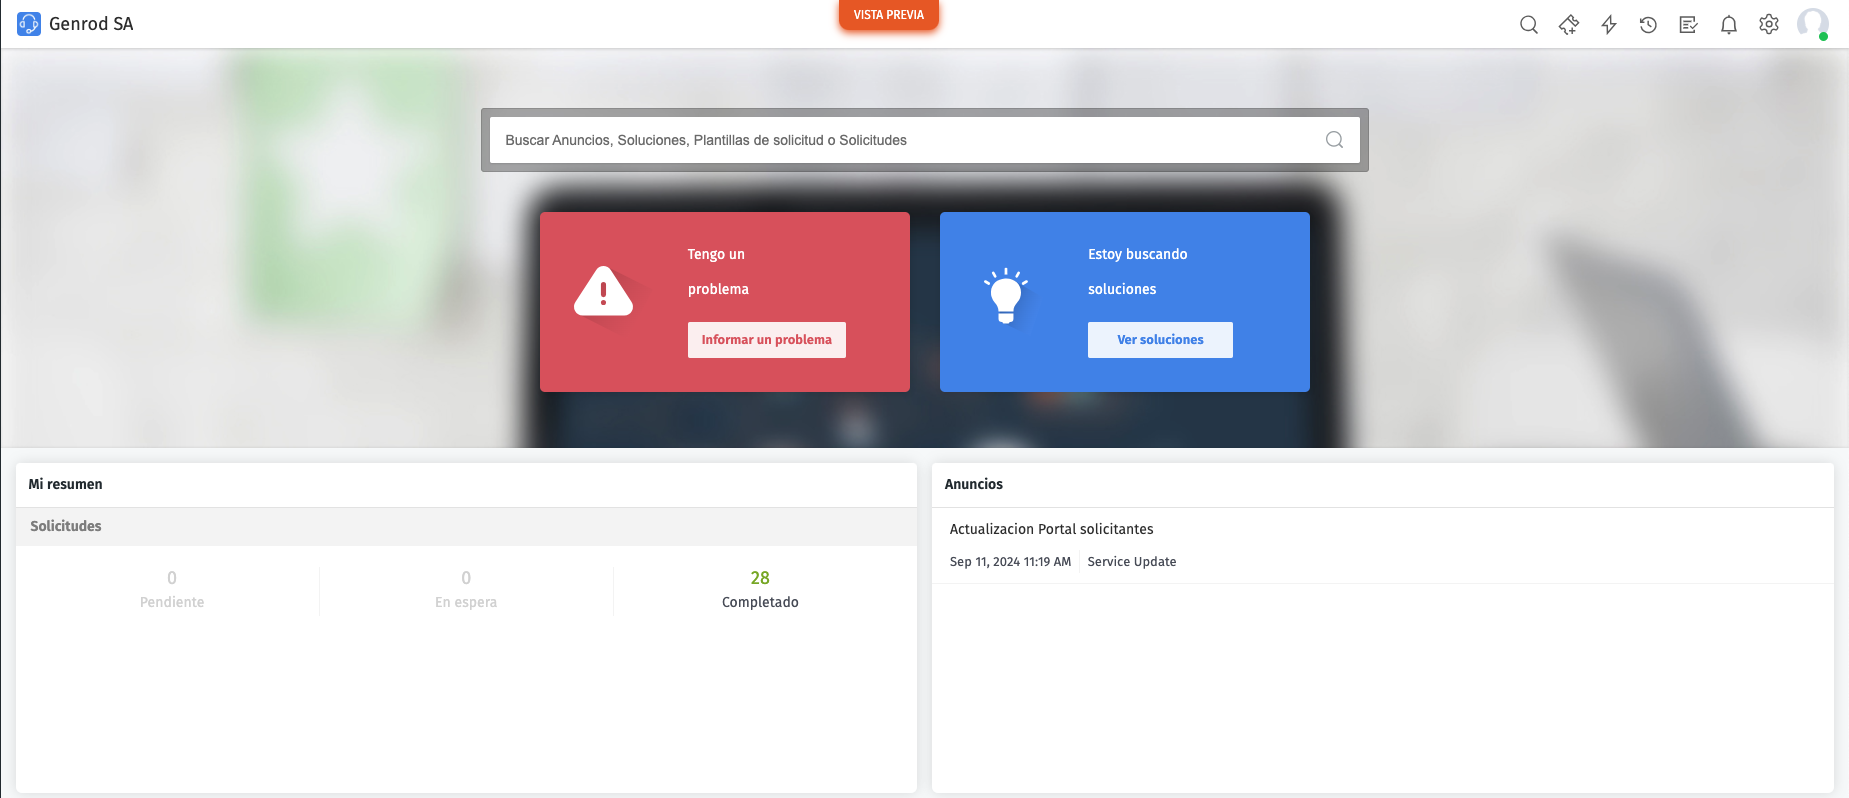 Genrod SA
VISTA PREVIA
Buscar Anuncios, Soluciones, Plantillas de solicitud o Solicitudes
Tengo un
problema
Informar un problema
Estoy buscando
soluciones
Ver soluciones
Mi resumen
Solicitudes
0
Pendiente
0
En espera
28
Completado
Anuncios
Actualizacion Portal solicitantes
Sep 11, 2024 11:19 AM Service Update